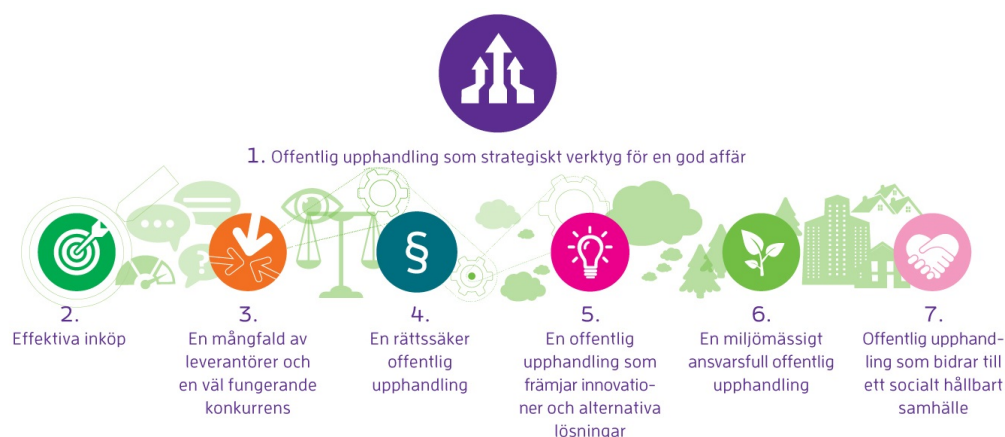 1. Offentlig upphandling som strategiskt verktyg för en god affär
§
2.
Effektiva inköp
3.
En mångfald av
leverantörer och
en väl fungerande
konkurrens
4.
En rättssäker
offentlig
upphandling
5.
En offentlig
upphandling som
främjar innovatio-
ner och alternativa
lösningar
6.
En miljömässigt
ansvarsfull offentlig
upphandling
7.
Offentlig upphand-
ling som bidrar till
ett socialt hållbart
samhälle